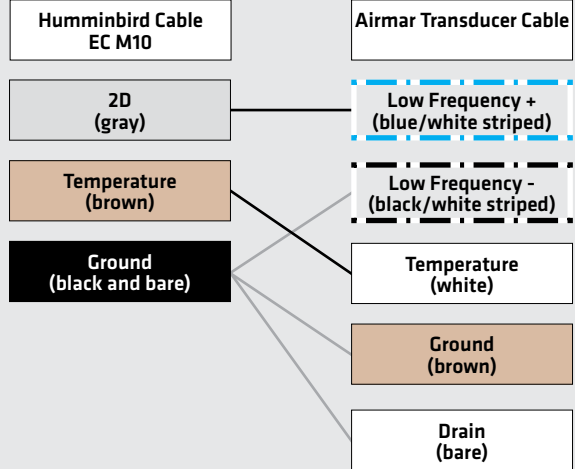 Humminbird Cable
EC M10
Airmar Transducer Cable
2D
(gray)
Low Frequency +
(blue/white striped)
Temperature
(brown)
Low Frequency -
(black/white striped)
Ground
(black and bare)
Temperature
(white)
Ground
(brown)
Drain
(bare)